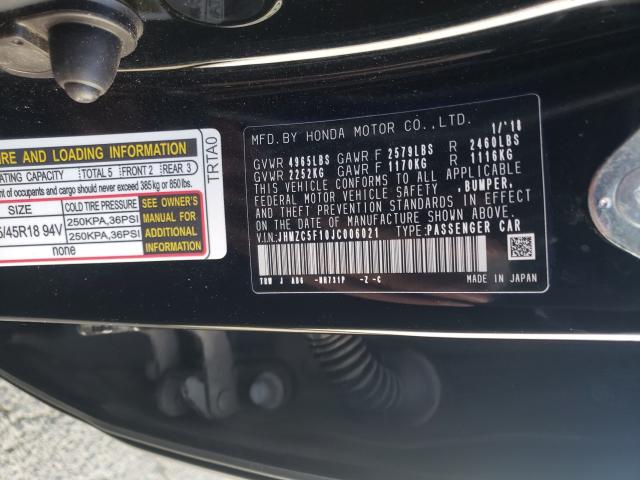 MFD.BY HONDA MOTOR CO.,LTD. 1/'18
GVWR 4965LBS GAWR F 2579LBS R 2460LBS
GVWR 2252KG GAWR F 1170KG R 1116KG
THIS VEHICLE CONFORMS TO ALL APPLICABLE
FEDERAL MOTOR VEHICLE SAFETY ,BUMPER,
AND THEFT PREVENTION STANDARDS IN EFFECT
ON THE DATE OF MANUFACTURE SHOWN ABOVE.
V.I.N: TYPE:PASSENGER CAR
MADE IN JAPAN
TRTA0
IRE AND LOADING INFORMATION
ATING CAPACITY TOTAL 5 FRONT 2 REAR 3
nt of occupants and cargo should never exceed 385 kg or 850 lbs.
SIZE COLD TIRE PRESSURE SEE OWNER'S
/45R18 94V 250KPA,36PSI MANUAL FOR
250KPA,36PSI ADDITIONAL
none INFORMATION